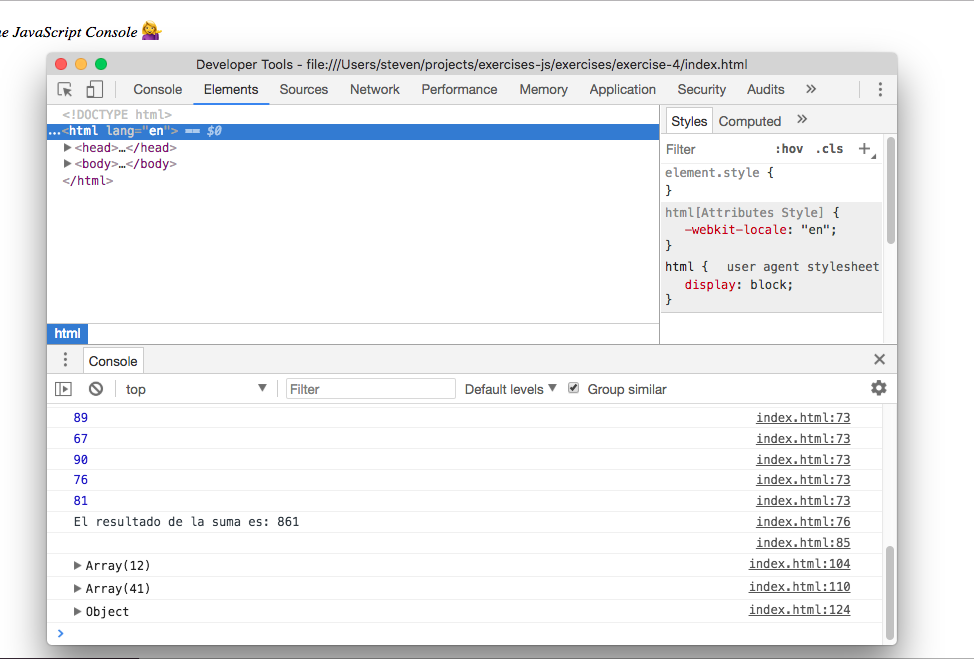 e JavaScript Console 💁
Developer Tools - file:///Users/steven/projects/exercises-js/exercises/exercise-4/index.html
Console Elements Sources Network Performance Memory Application Security Audits »
<!DOCTYPE html>
…<html lang="en"> == $0
▶<head>…</head>
▶<body>…</body>
</html>
html
Styles Computed »
Filter :hov .cls +
element.style {
}
html[Attributes Style] {
-webkit-locale: "en";
}
html { user agent stylesheet
display: block;
}
Console
top ▼ Filter Default levels ▼ Group similar
89 index.html:73
67 index.html:73
90 index.html:73
76 index.html:73
81 index.html:73
El resultado de la suma es: 861 index.html:76
index.html:85
▶Array(12) index.html:104
▶Array(41) index.html:110
▶Object index.html:124
>